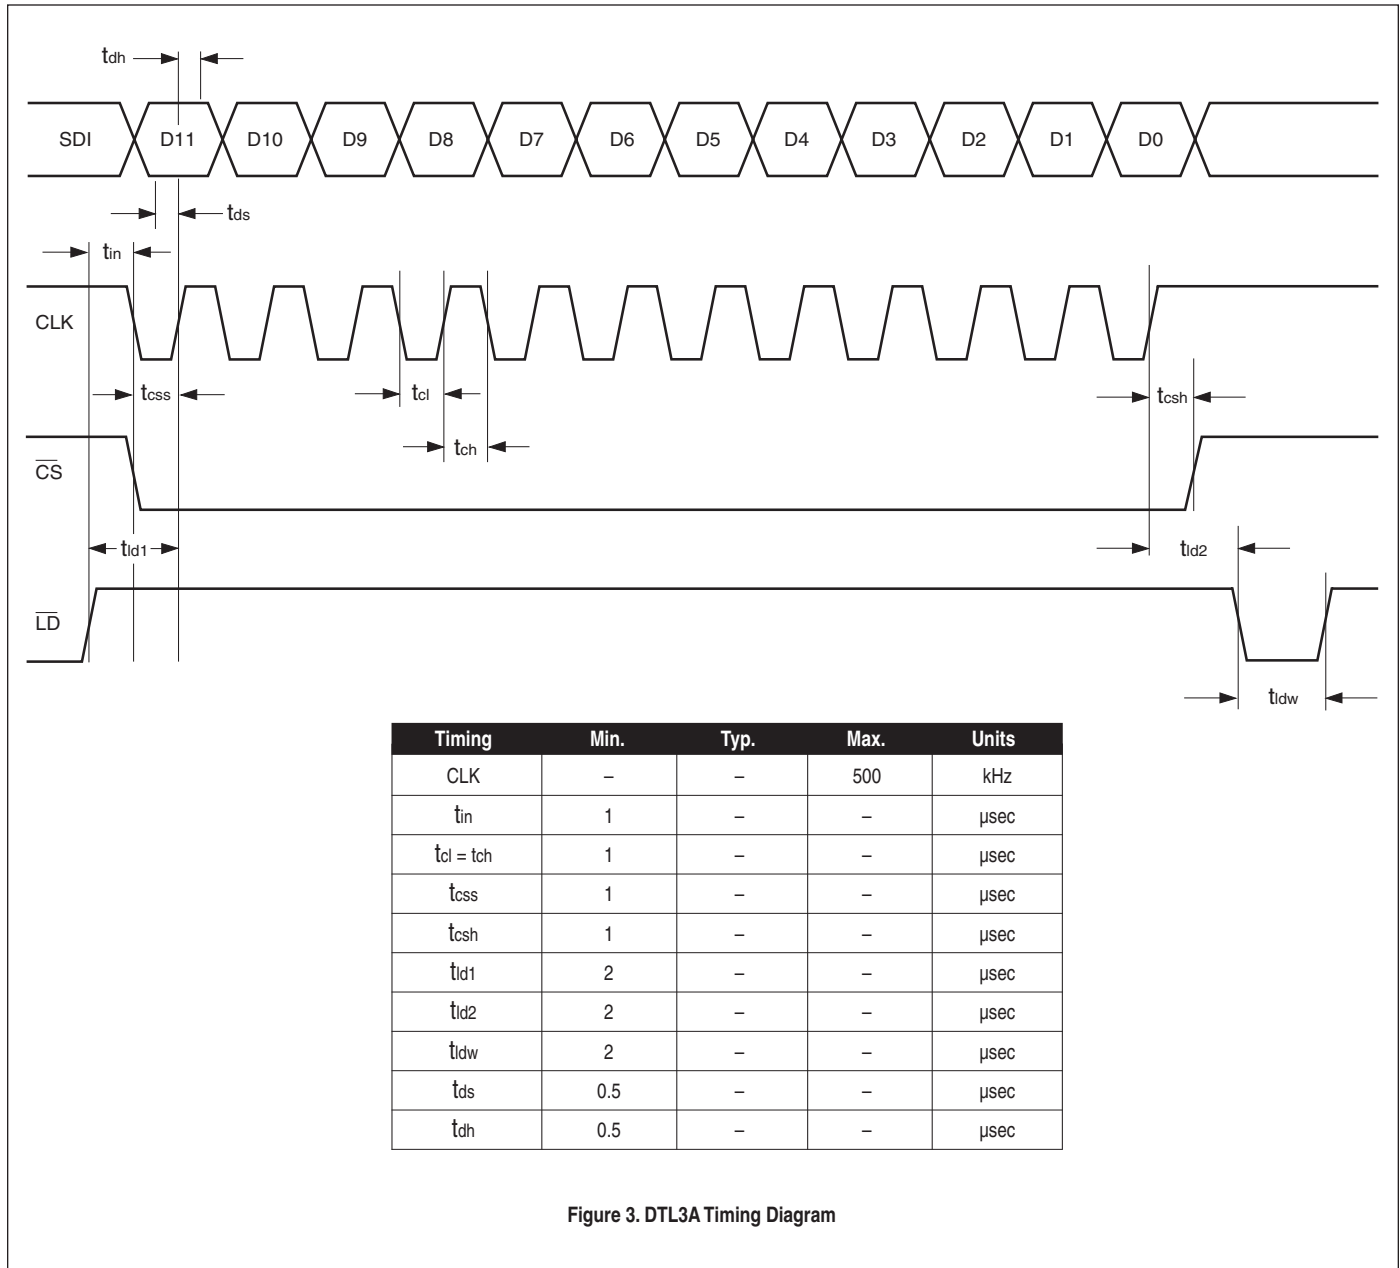 tdh
SDI D11 D10 D9 D8 D7 D6 D5 D4 D3 D2 D1 D0
tds
tin
CLK
tcss tcl tcsh
tch
CS
tld1 tld2
LD
tldw
Timing Min. Typ. Max. Units
CLK – – 500 kHz
tin 1 – – µsec
tcl = tch 1 – – µsec
tcss 1 – – µsec
tcsh 1 – – µsec
tld1 2 – – µsec
tld2 2 – – µsec
tldw 2 – – µsec
tds 0.5 – – µsec
tdh 0.5 – – µsec
Figure 3. DTL3A Timing Diagram